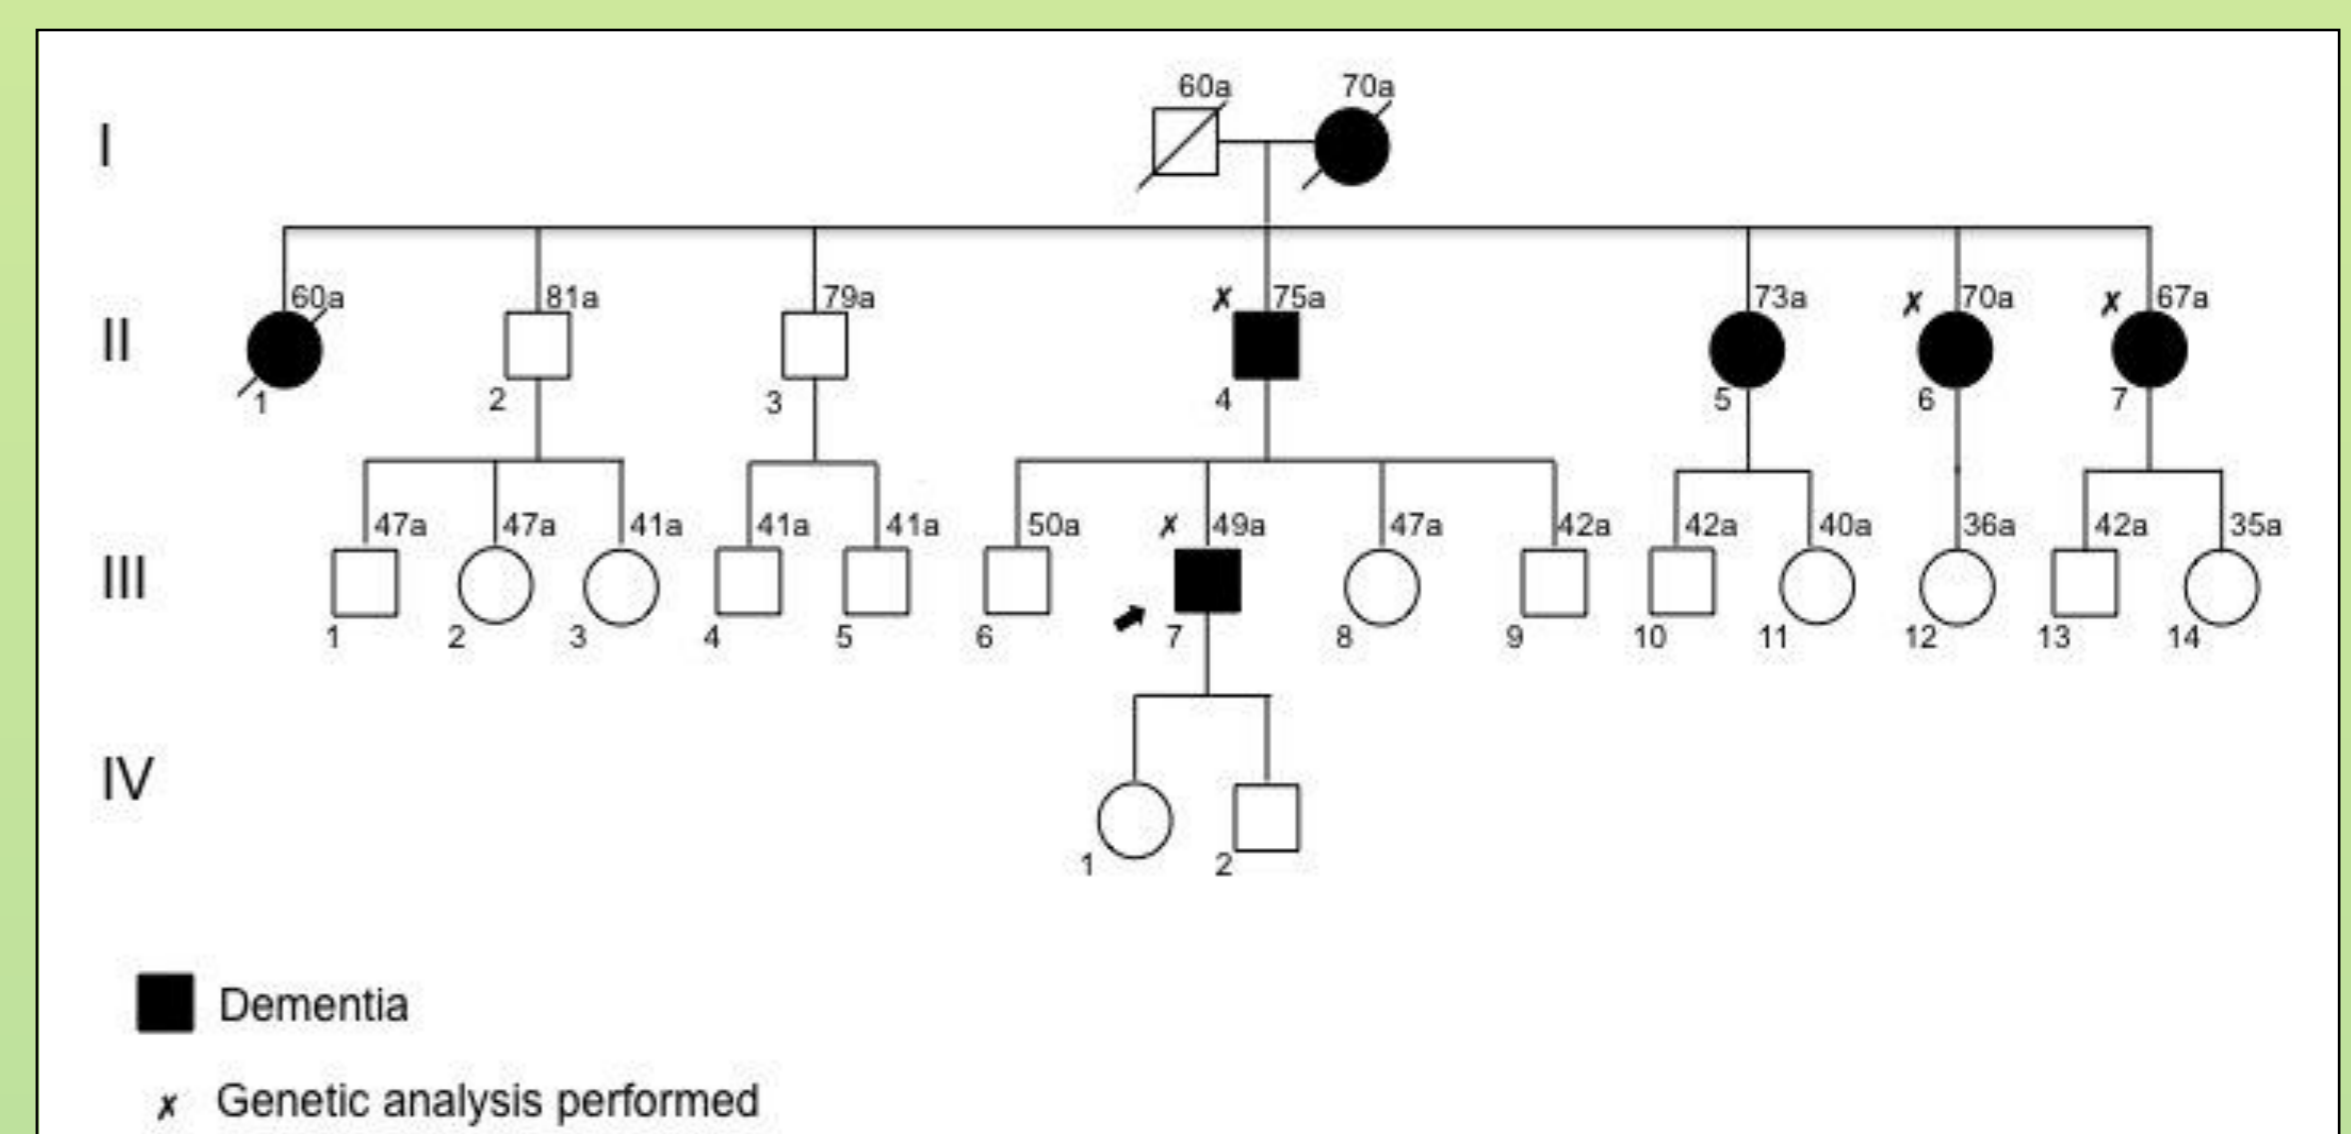 60a 70a
I
60a 81a 79a ✗ 75a 73a ✗ 70a ✗ 67a
II
1 2 3 4 5 6 7
47a 47a 41a 41a 41a 50a ✗ 49a 47a 42a 42a 40a 36a 42a 35a
III
1 2 3 4 5 6 7 8 9 10 11 12 13 14
IV
1 2
Dementia
✗ Genetic analysis performed